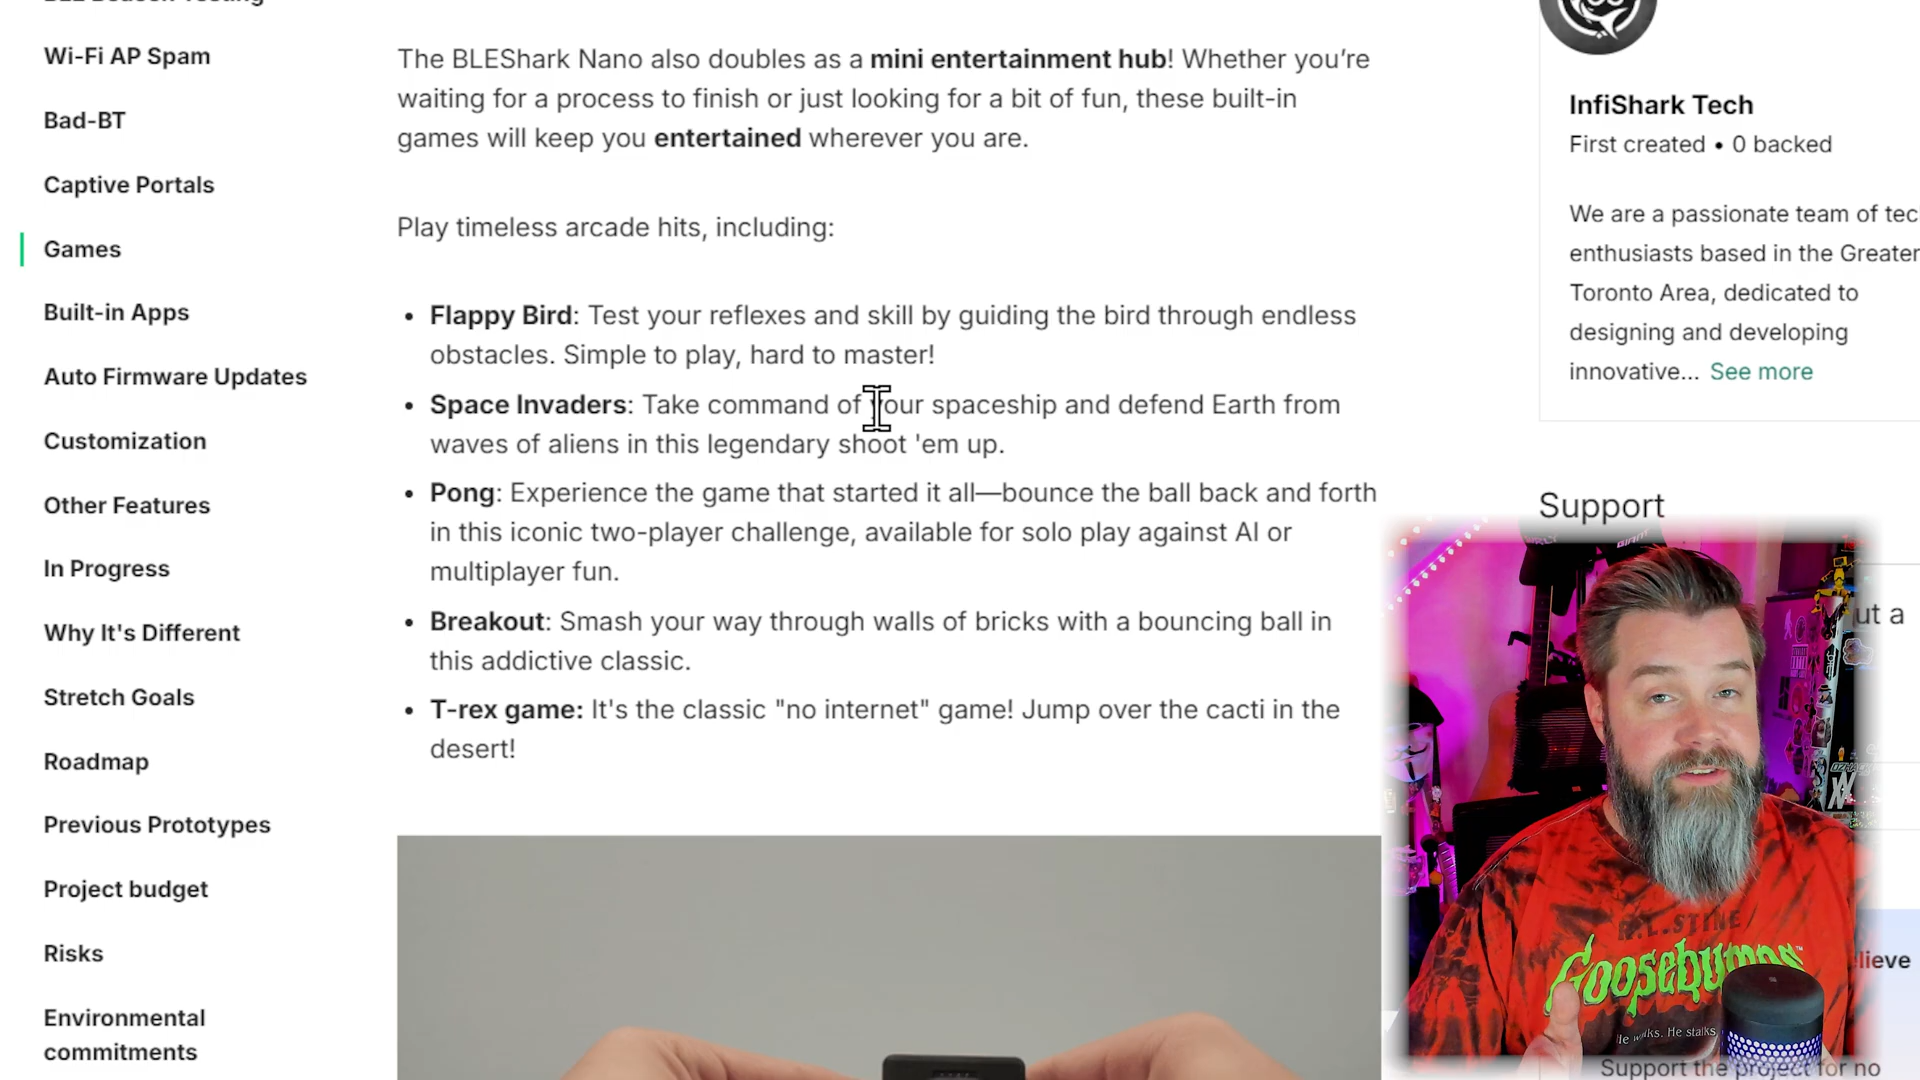 Wi-Fi AP Spam
Bad-BT
Captive Portals
Games
Built-in Apps
Auto Firmware Updates
Customization
Other Features
In Progress
Why It's Different
Stretch Goals
Roadmap
Previous Prototypes
Project budget
Risks
Environmental
commitments
The BLEShark Nano also doubles as a mini entertainment hub! Whether you’re
waiting for a process to finish or just looking for a bit of fun, these built-in
games will keep you entertained wherever you are.
Play timeless arcade hits, including:
• Flappy Bird: Test your reflexes and skill by guiding the bird through endless
obstacles. Simple to play, hard to master!
• Space Invaders: Take command of your spaceship and defend Earth from
waves of aliens in this legendary shoot 'em up.
• Pong: Experience the game that started it all—bounce the ball back and forth
in this iconic two-player challenge, available for solo play against AI or
multiplayer fun.
• Breakout: Smash your way through walls of bricks with a bouncing ball in
this addictive classic.
• T-rex game: It's the classic "no internet" game! Jump over the cacti in the
desert!
InfiShark Tech
First created • 0 backed
We are a passionate team of tec
enthusiasts based in the Greater
Toronto Area, dedicated to
designing and developing
innovative... See more
Support
ut a
lieve
R.L. STINE
Goosebumps
He stalks
Support the project for no